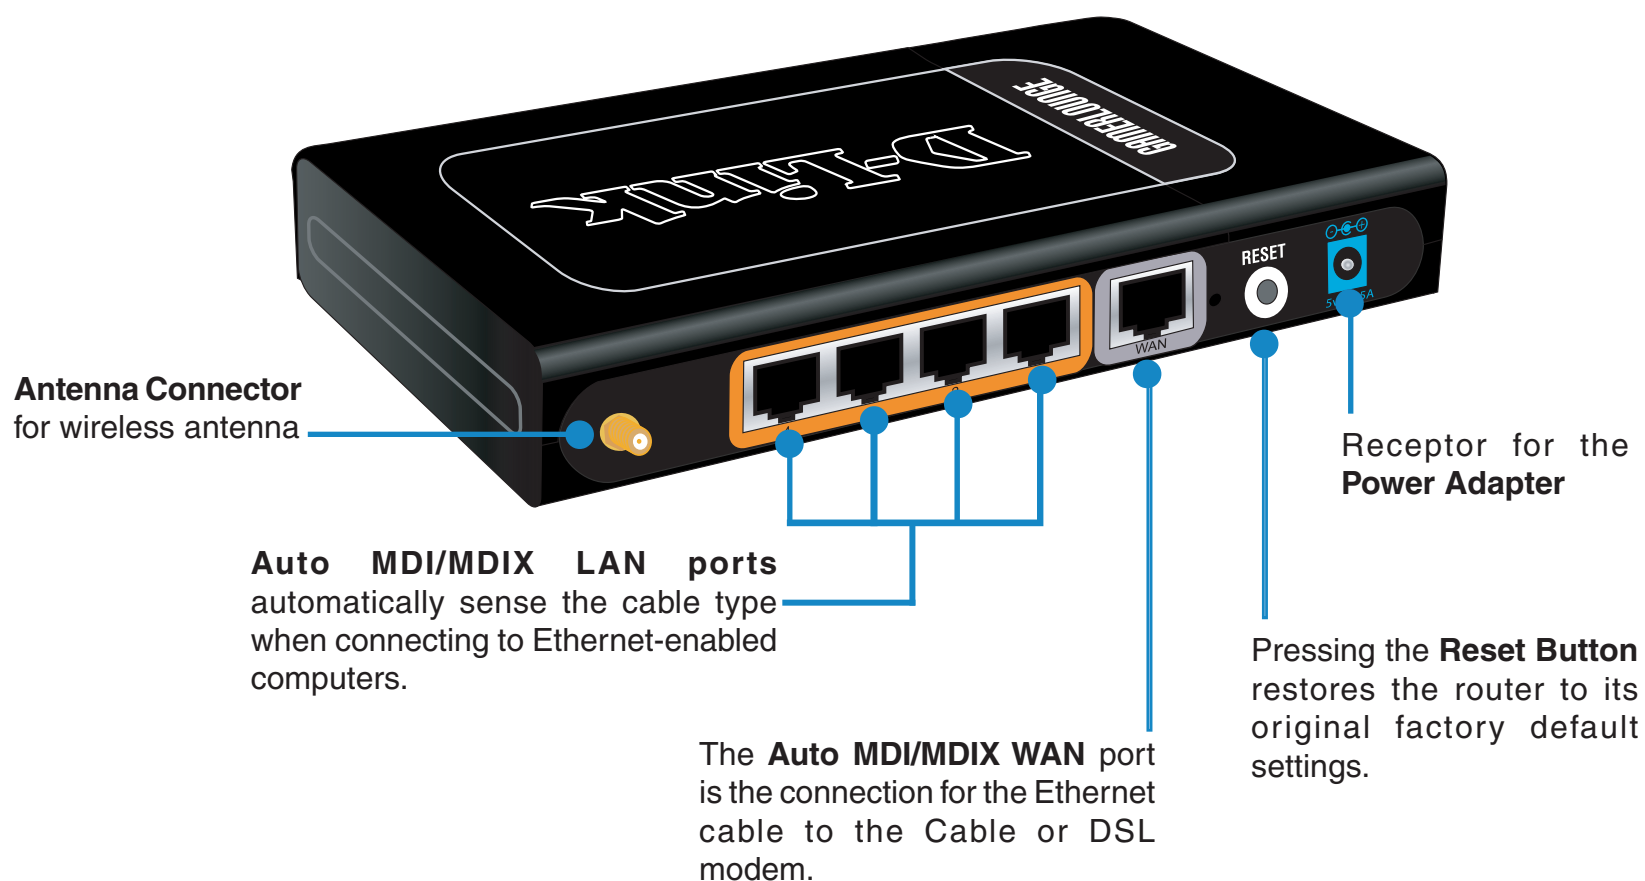 GAMERLOUNGE
D-Link
RESET
WAN
Antenna Connector
for wireless antenna
Receptor for the
Power Adapter
Auto MDI/MDIX LAN ports
automatically sense the cable type
when connecting to Ethernet-enabled
computers.
Pressing the Reset Button
restores the router to its
original factory default
settings.
The Auto MDI/MDIX WAN port
is the connection for the Ethernet
cable to the Cable or DSL
modem.